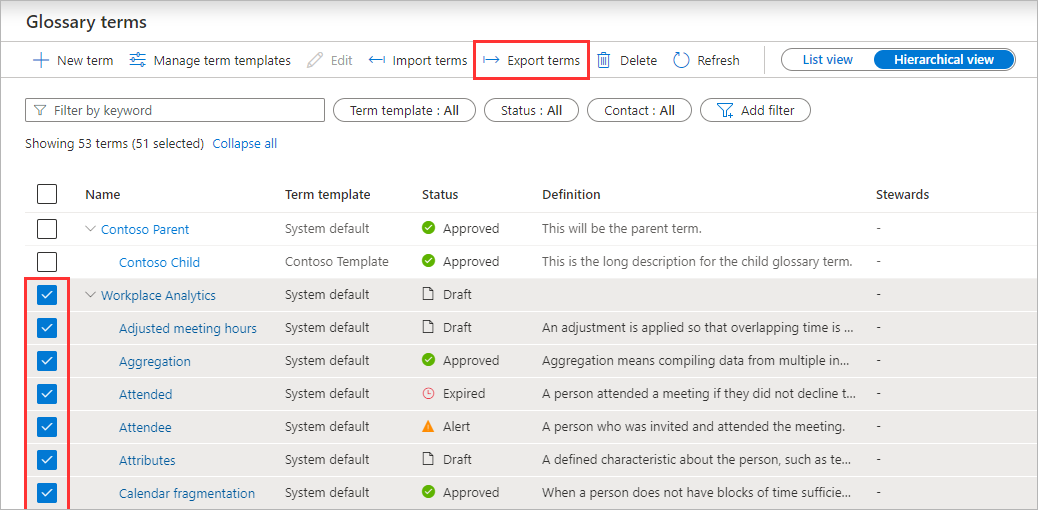 Glossary terms
New term Manage term templates Edit Import terms Export terms Delete Refresh List view Hierarchical view
Filter by keyword Term template : All Status : All Contact : All Add filter
Showing 53 terms (51 selected) Collapse all
Name Term template Status Definition Stewards
Contoso Parent System default Approved This will be the parent term. -
Contoso Child Contoso Template Approved This is the long description for the child glossary term. -
Workplace Analytics System default Draft -
Adjusted meeting hours System default Draft An adjustment is applied so that overlapping time is ... -
Aggregation System default Approved Aggregation means compiling data from multiple in... -
Attended System default Expired A person attended a meeting if they did not decline t... -
Attendee System default Alert A person who was invited and attended the meeting. -
Attributes System default Draft A defined characteristic about the person, such as te... -
Calendar fragmentation System default Approved When a person does not have blocks of time sufficie... -